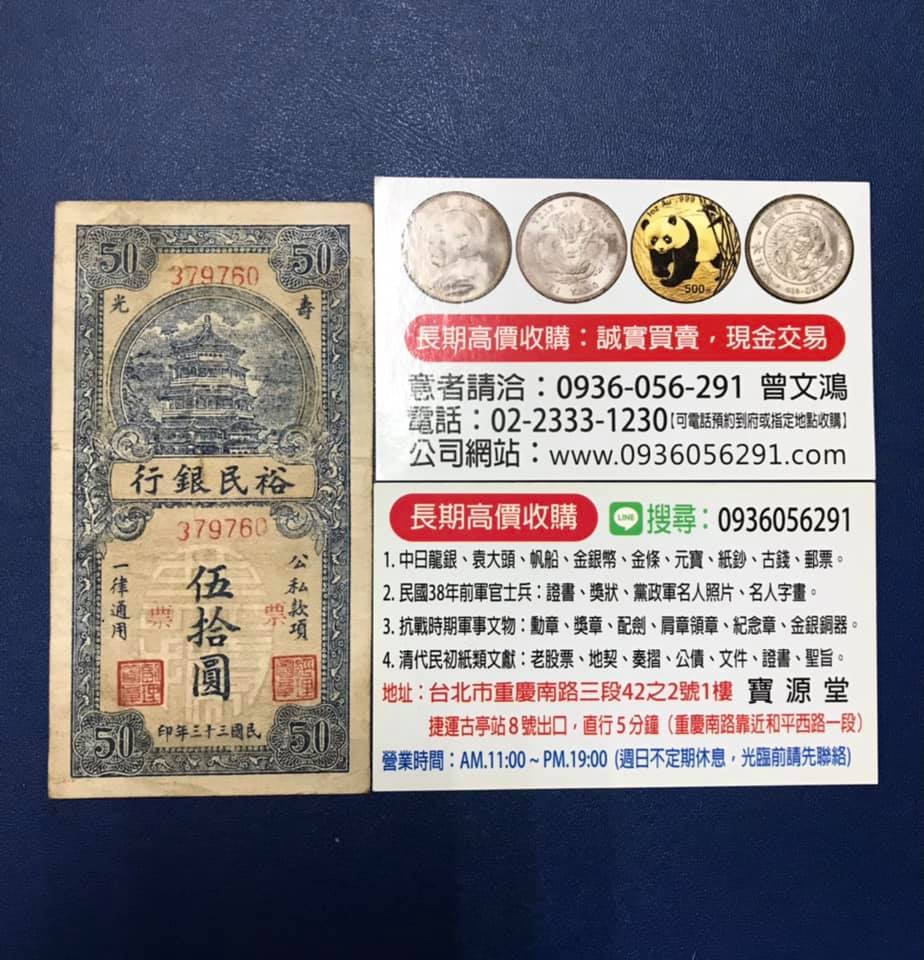 50 379760 50
光 壽
行銀民裕
379760
公私款項
票 伍拾圓 票
一律通用
印年三十三國民
50 50
1oz Au .999
500元
長期高價收購：誠實買賣，現金交易
意者請洽：0936-056-291 曾文鴻
電話：02-2333-1230【可電話預約到府或指定地點收購】
公司網站：www.0936056291.com
長期高價收購 LINE 搜尋：0936056291
1. 中日龍銀、袁大頭、帆船、金銀幣、金條、元寶、紙鈔、古錢、郵票。
2. 民國38年前軍官士兵：證書、獎狀、黨政軍名人照片、名人字畫。
3. 抗戰時期軍事文物：勳章、獎章、配劍、肩章領章、紀念章、金銀銅器。
4. 清代民初紙類文獻：老股票、地契、奏摺、公債、文件、證書、聖旨。
地址：台北市重慶南路三段42之2號1樓 寶源堂
捷運古亭站8號出口，直行5分鐘（重慶南路靠近和平西路一段）
營業時間：AM.11:00 ~ PM.19:00 (週日不定期休息，光臨前請先聯絡)